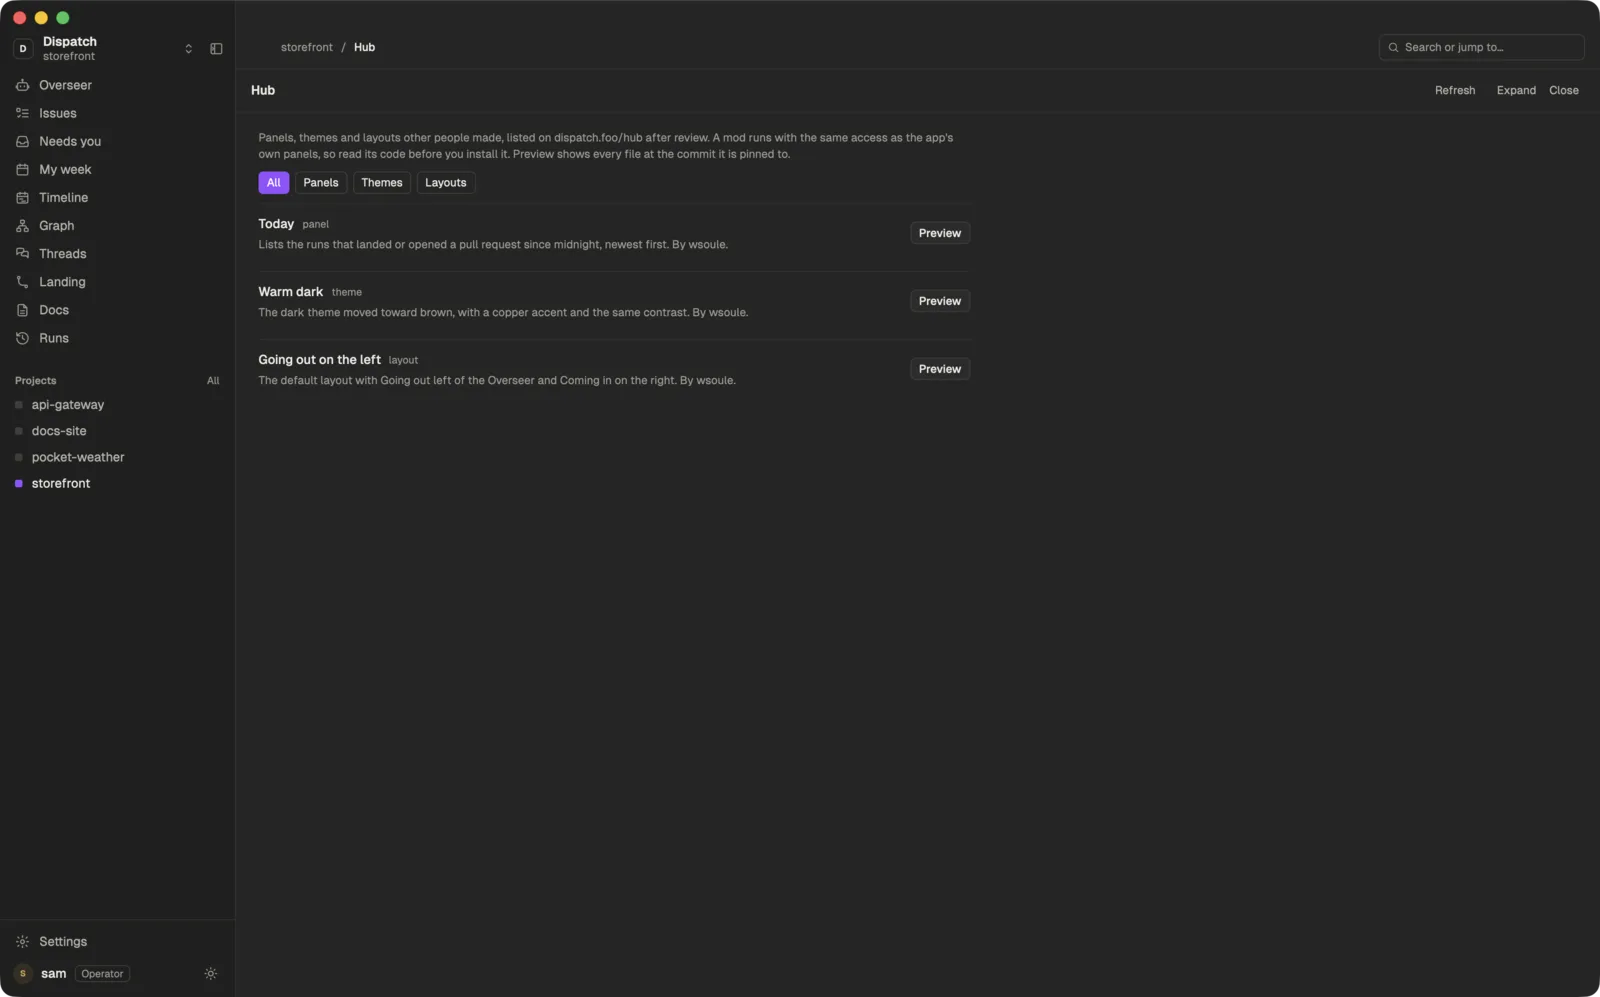 D
Dispatch
storefront
Overseer
Issues
Needs you
My week
Timeline
Graph
Threads
Landing
Docs
Runs
Projects All
api-gateway
docs-site
pocket-weather
storefront
Settings
S sam Operator
storefront / Hub
Search or jump to...
Hub
Refresh Expand Close
Panels, themes and layouts other people made, listed on dispatch.foo/hub after review. A mod runs with the same access as the app's
own panels, so read its code before you install it. Preview shows every file at the commit it is pinned to.
All Panels Themes Layouts
Today panel
Lists the runs that landed or opened a pull request since midnight, newest first. By wsoule.
Preview
Warm dark theme
The dark theme moved toward brown, with a copper accent and the same contrast. By wsoule.
Preview
Going out on the left layout
The default layout with Going out left of the Overseer and Coming in on the right. By wsoule.
Preview